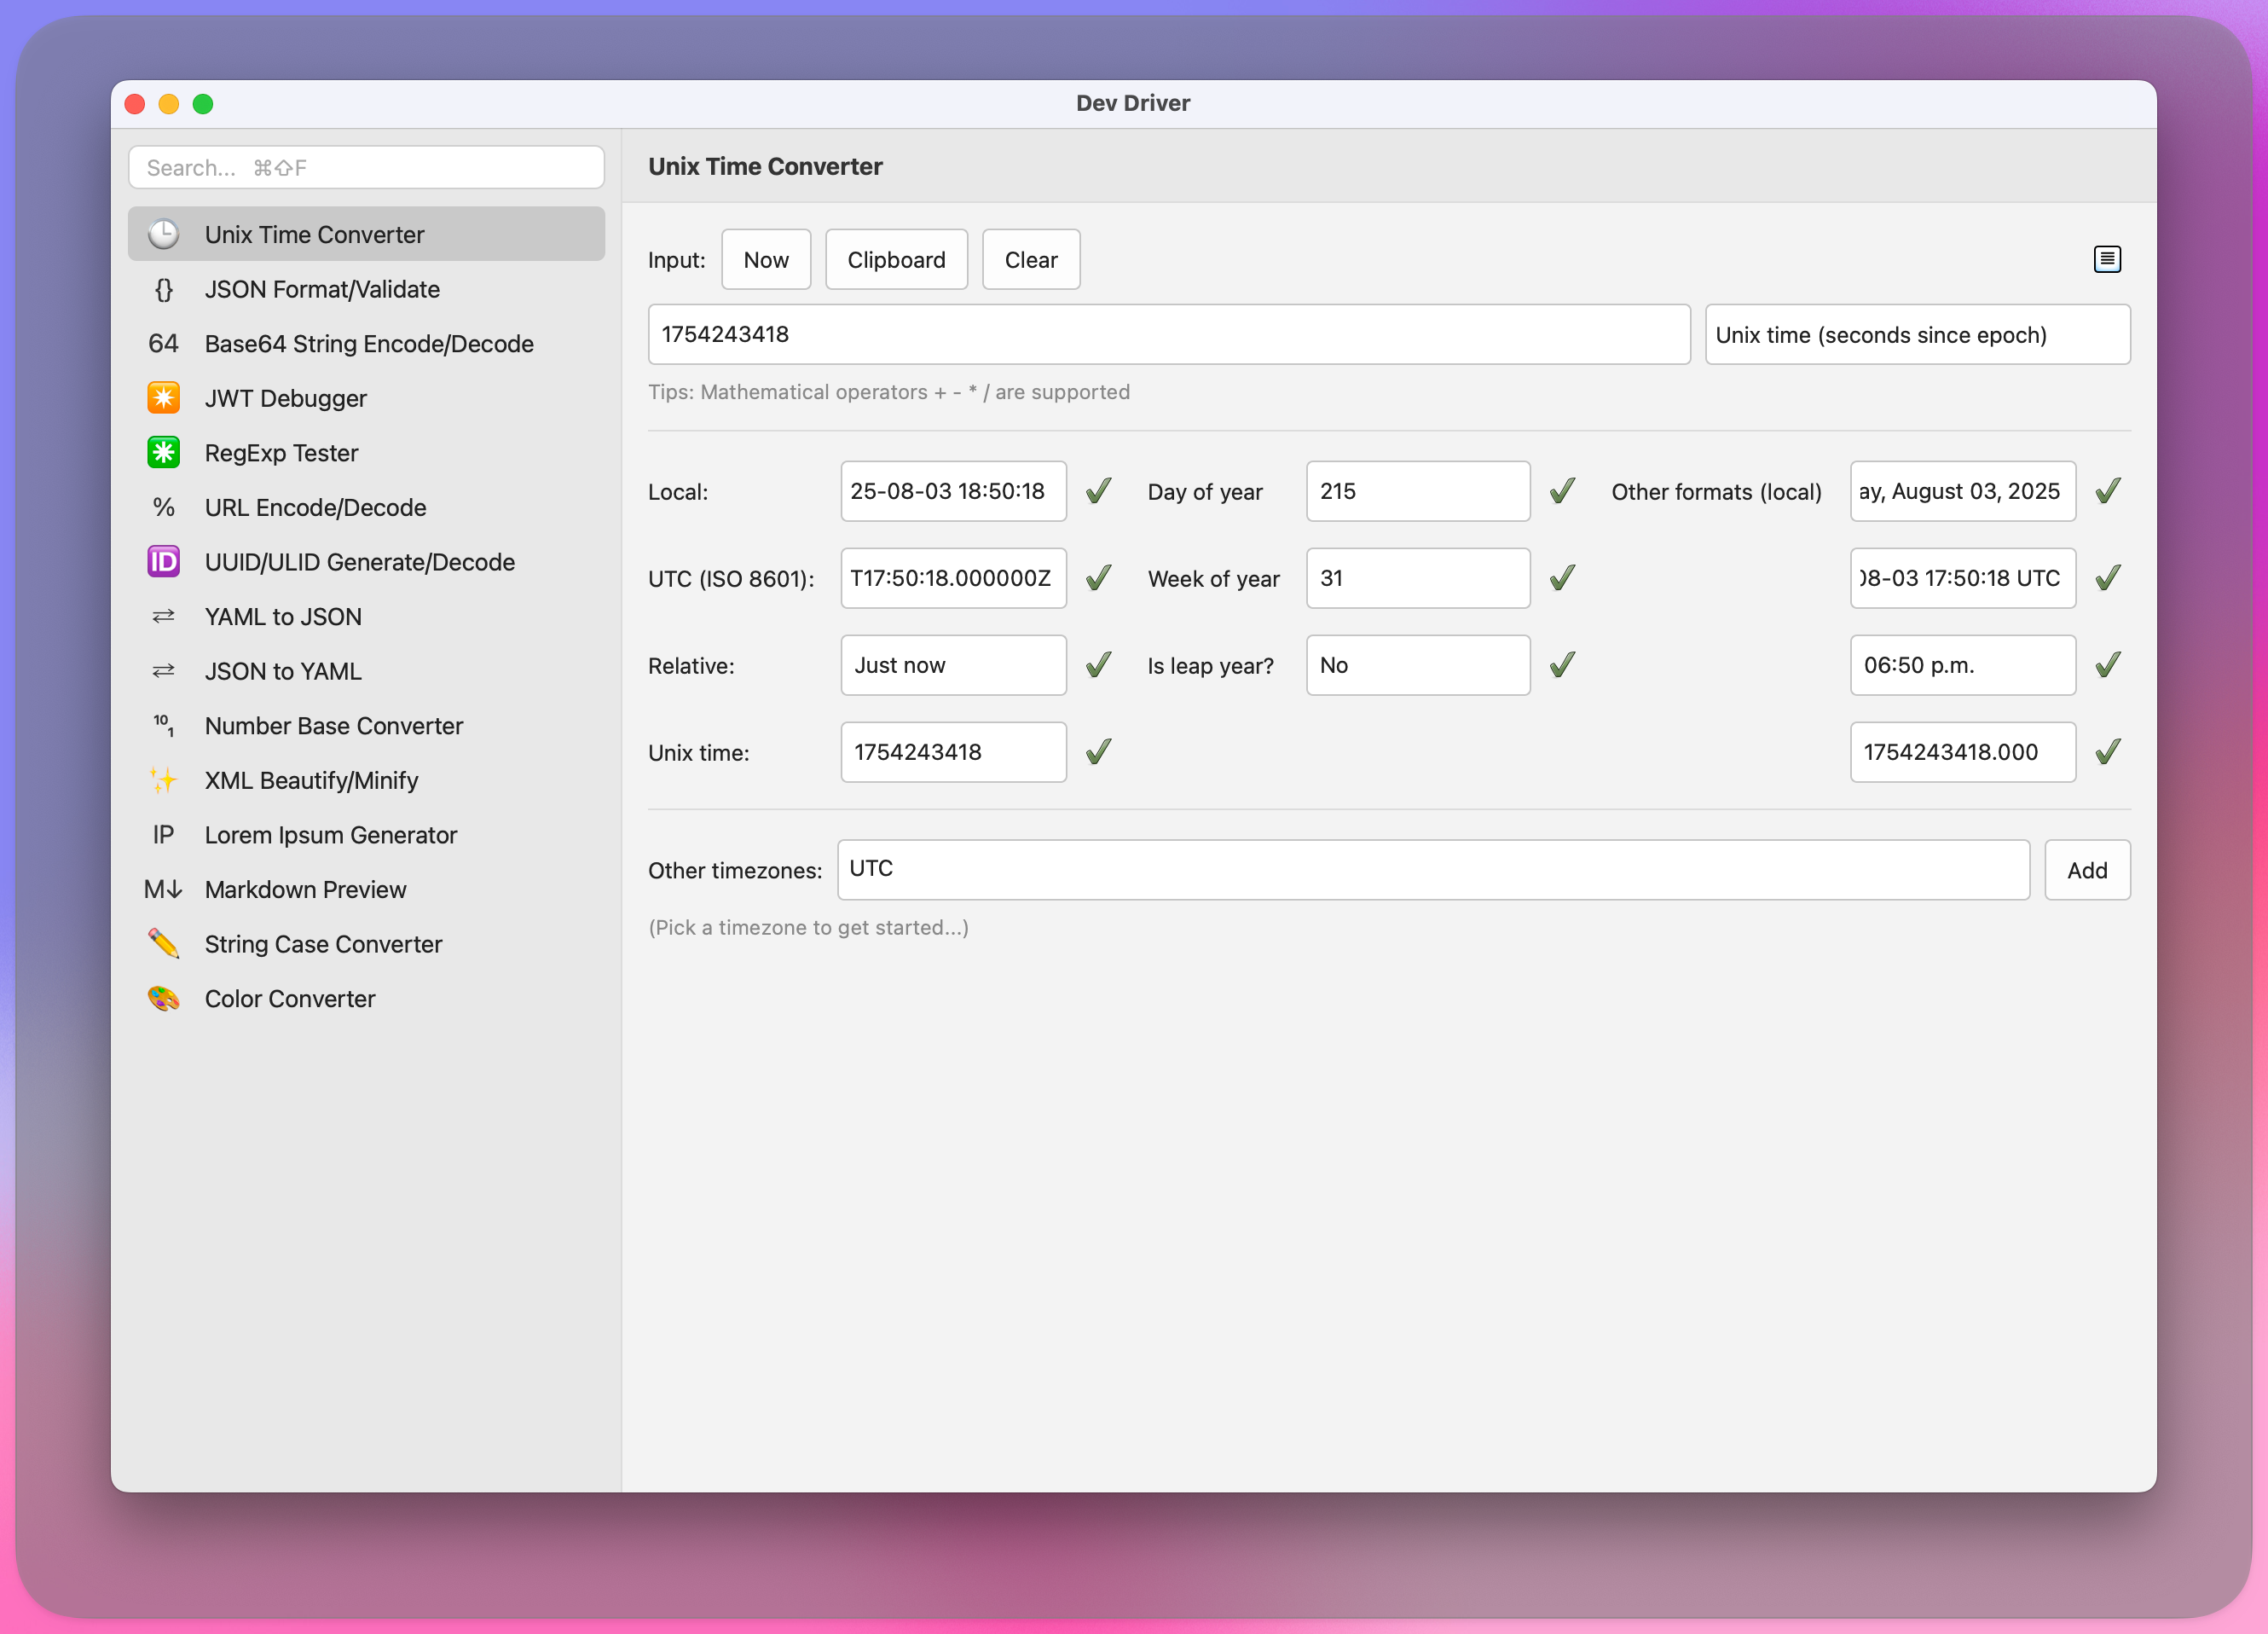 Dev Driver
Search... ⌘⇧F
Unix Time Converter
{} JSON Format/Validate
64 Base64 String Encode/Decode
JWT Debugger
RegExp Tester
% URL Encode/Decode
ID UUID/ULID Generate/Decode
⇄ YAML to JSON
⇄ JSON to YAML
10 1 Number Base Converter
XML Beautify/Minify
IP Lorem Ipsum Generator
M↓ Markdown Preview
String Case Converter
Color Converter
Unix Time Converter
Input: Now Clipboard Clear
1754243418 Unix time (seconds since epoch)
Tips: Mathematical operators + - * / are supported
Local: 25-08-03 18:50:18 Day of year 215 Other formats (local) ay, August 03, 2025
UTC (ISO 8601): T17:50:18.000000Z Week of year 31 08-03 17:50:18 UTC
Relative: Just now Is leap year? No 06:50 p.m.
Unix time: 1754243418 1754243418.000
Other timezones: UTC Add
(Pick a timezone to get started...)